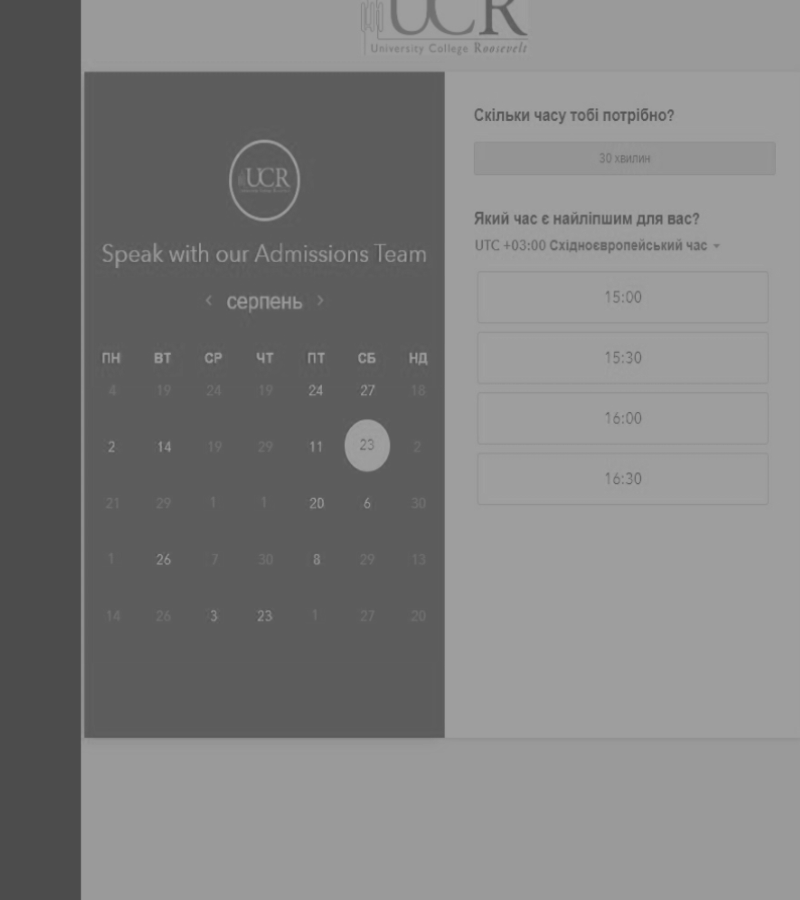 UCR
University College Roosevelt
UCR
Speak with our Admissions Team
‹ серпень ›
ПН ВТ СР ЧТ ПТ СБ НД
4 19 24 19 24 27 18
2 14 19 29 11 23 2
21 29 1 1 20 6 30
1 26 7 30 8 29 13
14 26 3 23 1 27 20
Скільки часу тобі потрібно?
30 хвилин
Який час є найліпшим для вас?
UTC +03:00 Східноєвропейський час
15:00
15:30
16:00
16:30